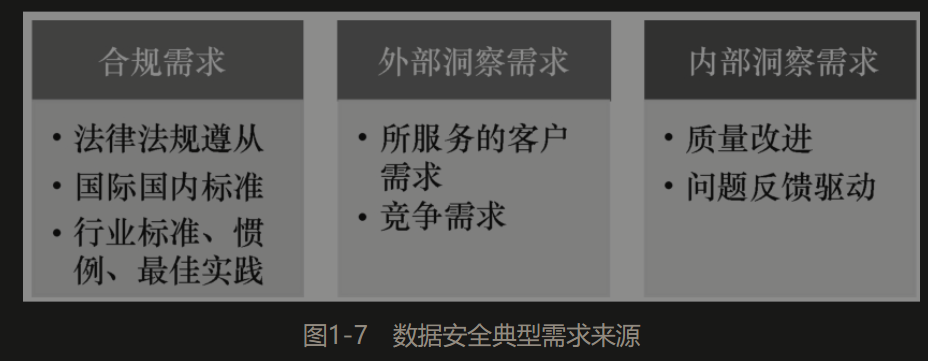 合规需求
• 法律法规遵从
• 国际国内标准
• 行业标准、惯
例、最佳实践
外部洞察需求
• 所服务的客户
需求
• 竞争需求
内部洞察需求
• 质量改进
• 问题反馈驱动
图1-7 数据安全典型需求来源